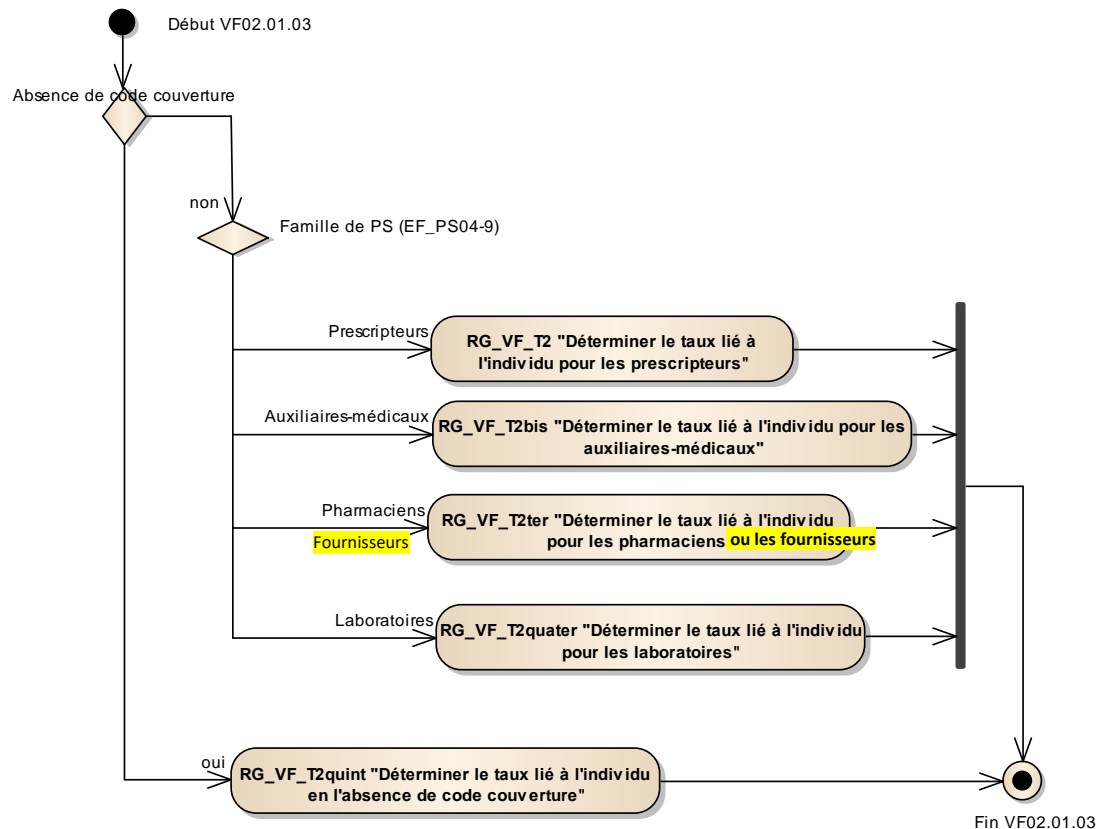 Début VF02.01.03
Absence de code couverture
non
Famille de PS (EF_PS04-9)
Prescripteurs
RG_VF_T2 "Déterminer le taux lié à
l'individu pour les prescripteurs"
Auxiliaires-médicaux
RG_VF_T2bis "Déterminer le taux lié à l'individu pour les
auxiliaires-médicaux"
Pharmaciens
Fournisseurs
RG_VF_T2ter "Déterminer le taux lié à l'individu
pour les pharmaciens ou les fournisseurs
Laboratoires
RG_VF_T2quater "Déterminer le taux lié à l'individu
pour les laboratoires"
oui
RG_VF_T2quint "Déterminer le taux lié à l'individu
en l'absence de code couverture"
Fin VF02.01.03